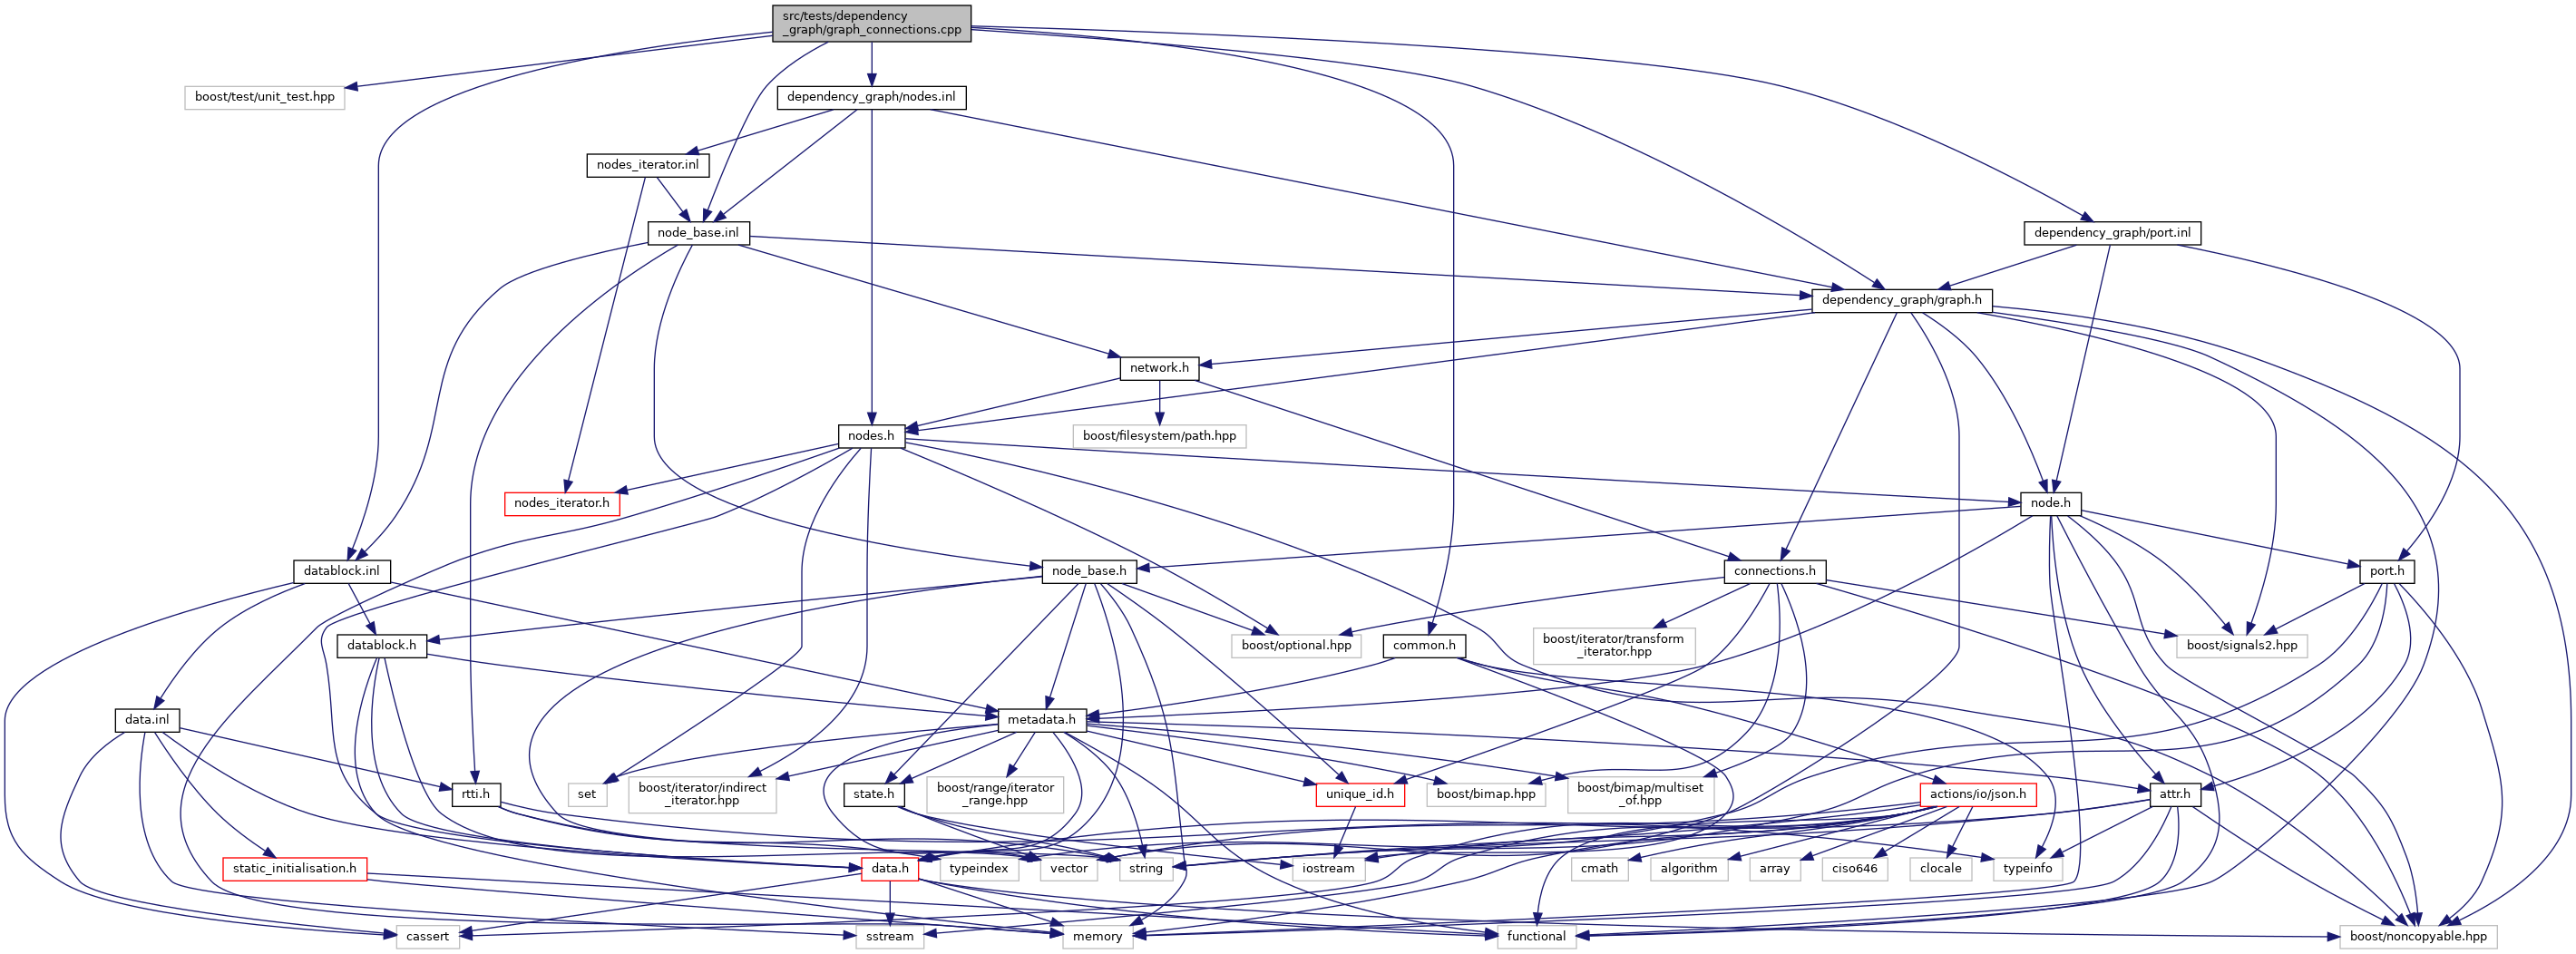 src/tests/dependency
_graph/graph_connections.cpp
boost/test/unit_test.hpp
dependency_graph/nodes.inl
nodes_iterator.inl
node_base.inl
dependency_graph/port.inl
dependency_graph/graph.h
network.h
nodes.h
boost/filesystem/path.hpp
nodes_iterator.h
node.h
datablock.inl
node_base.h
connections.h
port.h
datablock.h
boost/optional.hpp
common.h
boost/iterator/transform
_iterator.hpp
boost/signals2.hpp
data.inl
metadata.h
rtti.h
set
boost/iterator/indirect
_iterator.hpp
state.h
boost/range/iterator
_range.hpp
unique_id.h
boost/bimap.hpp
boost/bimap/multiset
_of.hpp
actions/io/json.h
attr.h
static_initialisation.h
data.h
typeindex
vector
string
iostream
cmath
algorithm
array
ciso646
clocale
typeinfo
cassert
sstream
memory
functional
boost/noncopyable.hpp